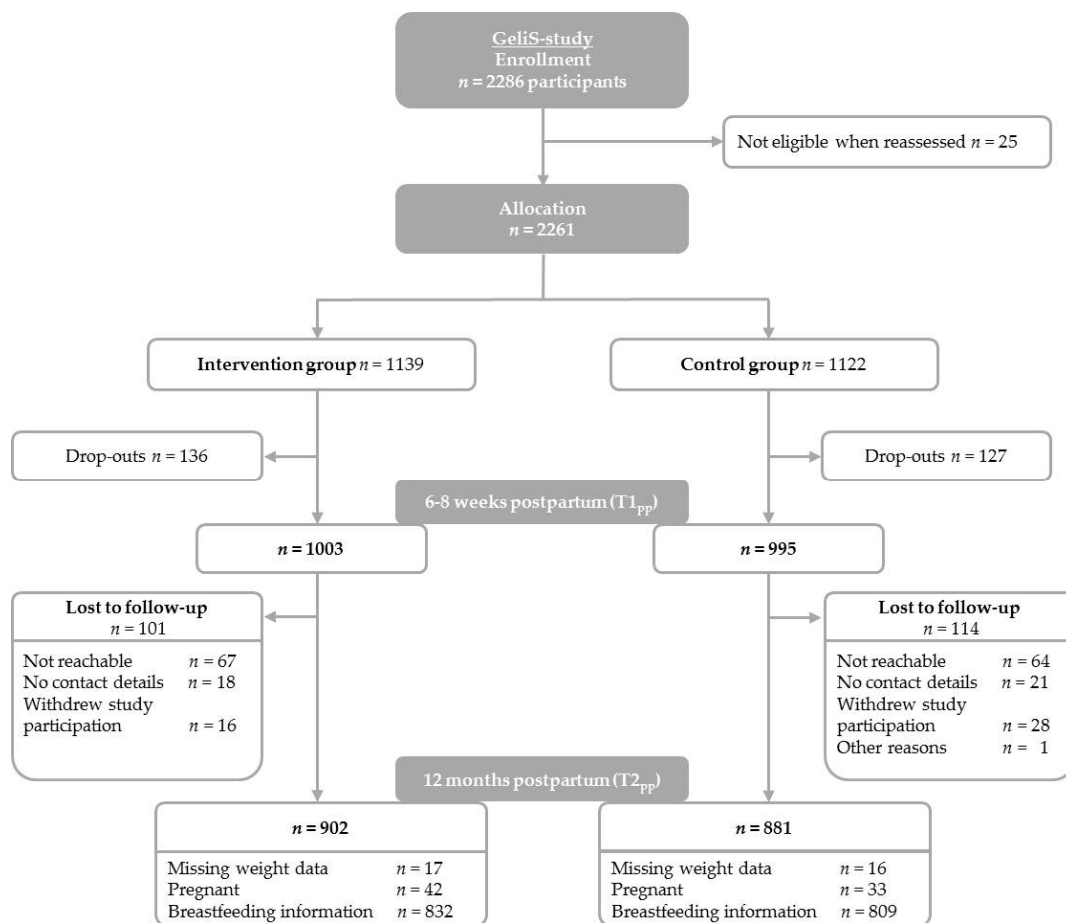 GeliS-study
Enrollment
n = 2286 participants
Not eligible when reassessed n = 25
Allocation
n = 2261
Intervention group n = 1139
Control group n = 1122
Drop-outs n = 136
Drop-outs n = 127
6-8 weeks postpartum (T1pp)
n = 1003
n = 995
Lost to follow-up
n = 101
Not reachable n = 67
No contact details n = 18
Withdrew study
participation n = 16
Lost to follow-up
n = 114
Not reachable n = 64
No contact details n = 21
Withdrew study
participation n = 28
Other reasons n = 1
12 months postpartum (T2pp)
n = 902
Missing weight data n = 17
Pregnant n = 42
Breastfeeding information n = 832
n = 881
Missing weight data n = 16
Pregnant n = 33
Breastfeeding information n = 809